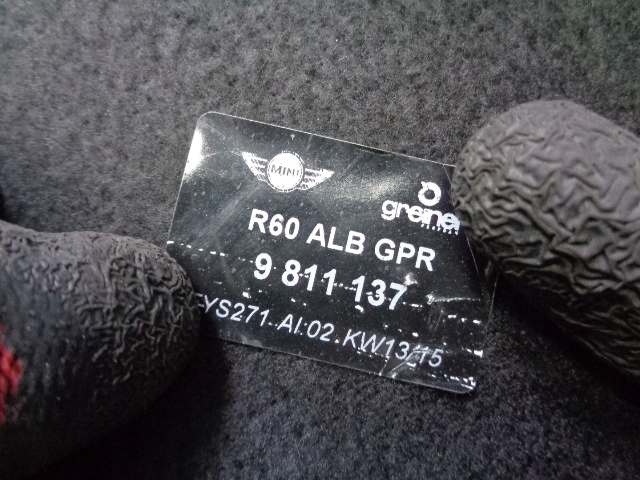 MINI
greiner
R60 ALB GPR
9 811 137
YS271 AI:02 KW13/15